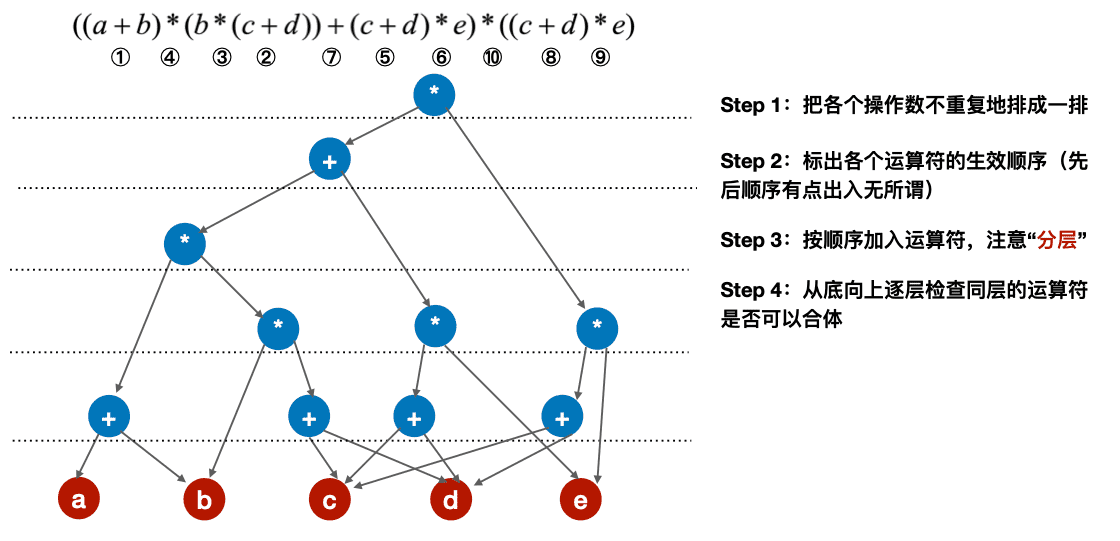 ((a+b)*(b*(c+d))+(c+d)*e)*((c+d)*e)
① ④ ③ ② ⑦ ⑤ ⑥ ⑩ ⑧ ⑨
*
+
*
* * *
+ + + +
a b c d e
Step 1：把各个操作数不重复地排成一排
Step 2：标出各个运算符的生效顺序（先
后顺序有点出入无所谓）
Step 3：按顺序加入运算符，注意“分层”
Step 4：从底向上逐层检查同层的运算符
是否可以合体